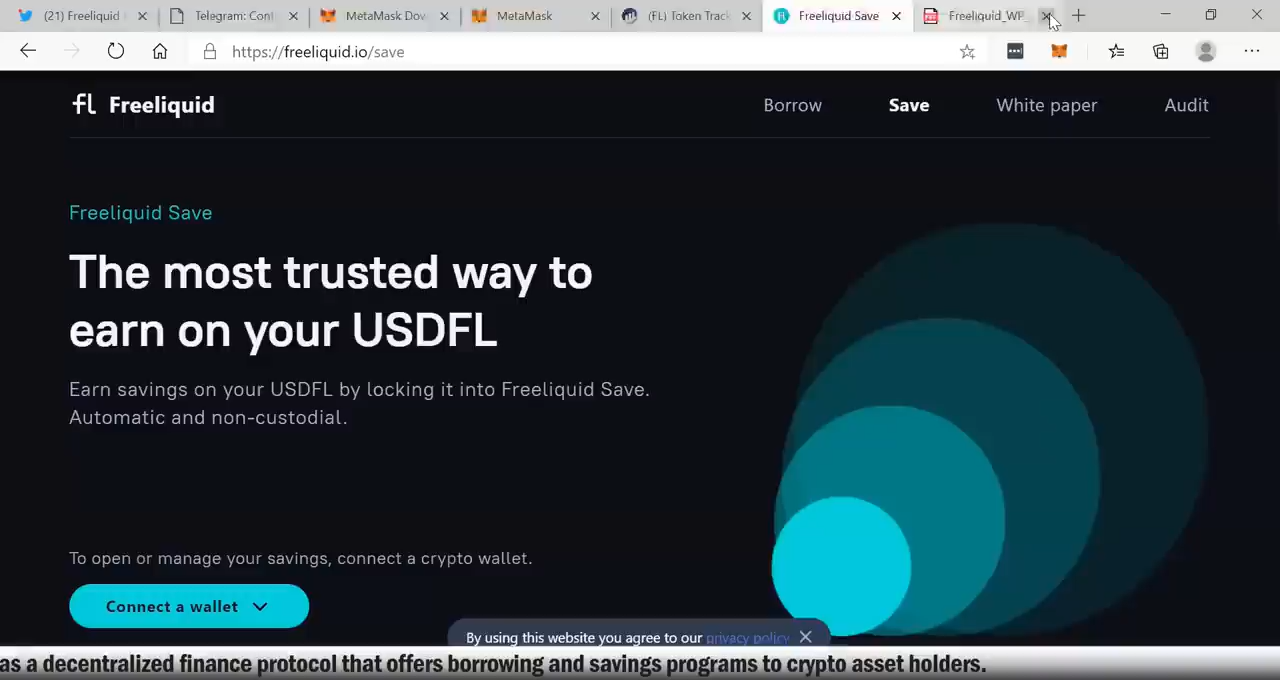 (21) Freeliquid
Telegram: Cont
MetaMask Dov
MetaMask
(FL) Token Track
Freeliquid Save
Freeliquid_WP_
https://freeliquid.io/save
fl Freeliquid
Borrow
Save
White paper
Audit
Freeliquid Save
The most trusted way to
earn on your USDFL
Earn savings on your USDFL by locking it into Freeliquid Save.
Automatic and non-custodial.
To open or manage your savings, connect a crypto wallet.
Connect a wallet
By using this website you agree to our privacy policy
as a decentralized finance protocol that offers borrowing and savings programs to crypto asset holders.